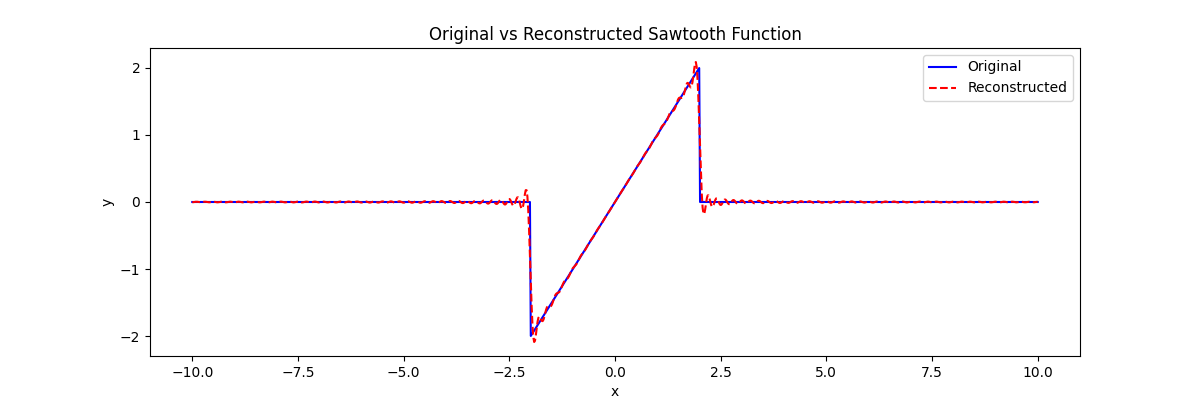 Original vs Reconstructed Sawtooth Function
Original
Reconstructed
2
1
0
−1
−2
y
−10.0 −7.5 −5.0 −2.5 0.0 2.5 5.0 7.5 10.0
x